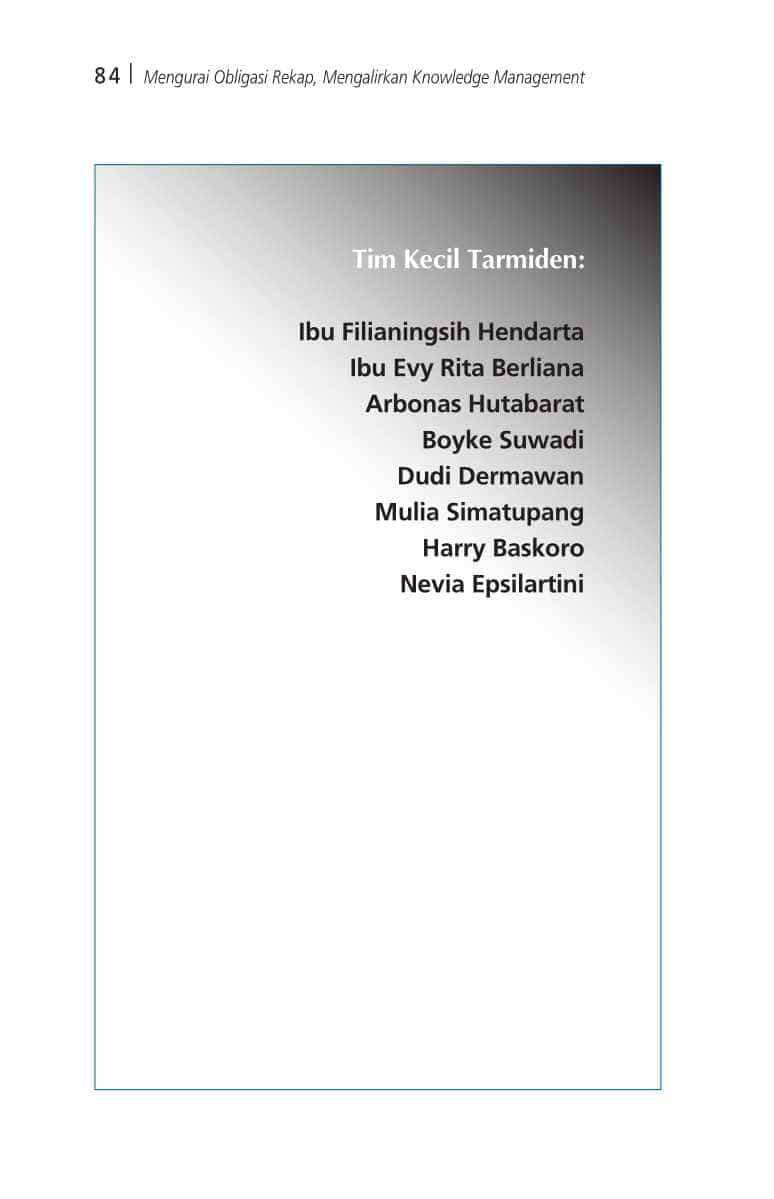 84 | Mengurai Obligasi Rekap, Mengalirkan Knowledge Management
Tim Kecil Tarmiden:
Ibu Filianingsih Hendarta
Ibu Evy Rita Berliana
Arbonas Hutabarat
Boyke Suwadi
Dudi Dermawan
Mulia Simatupang
Harry Baskoro
Nevia Epsilartini